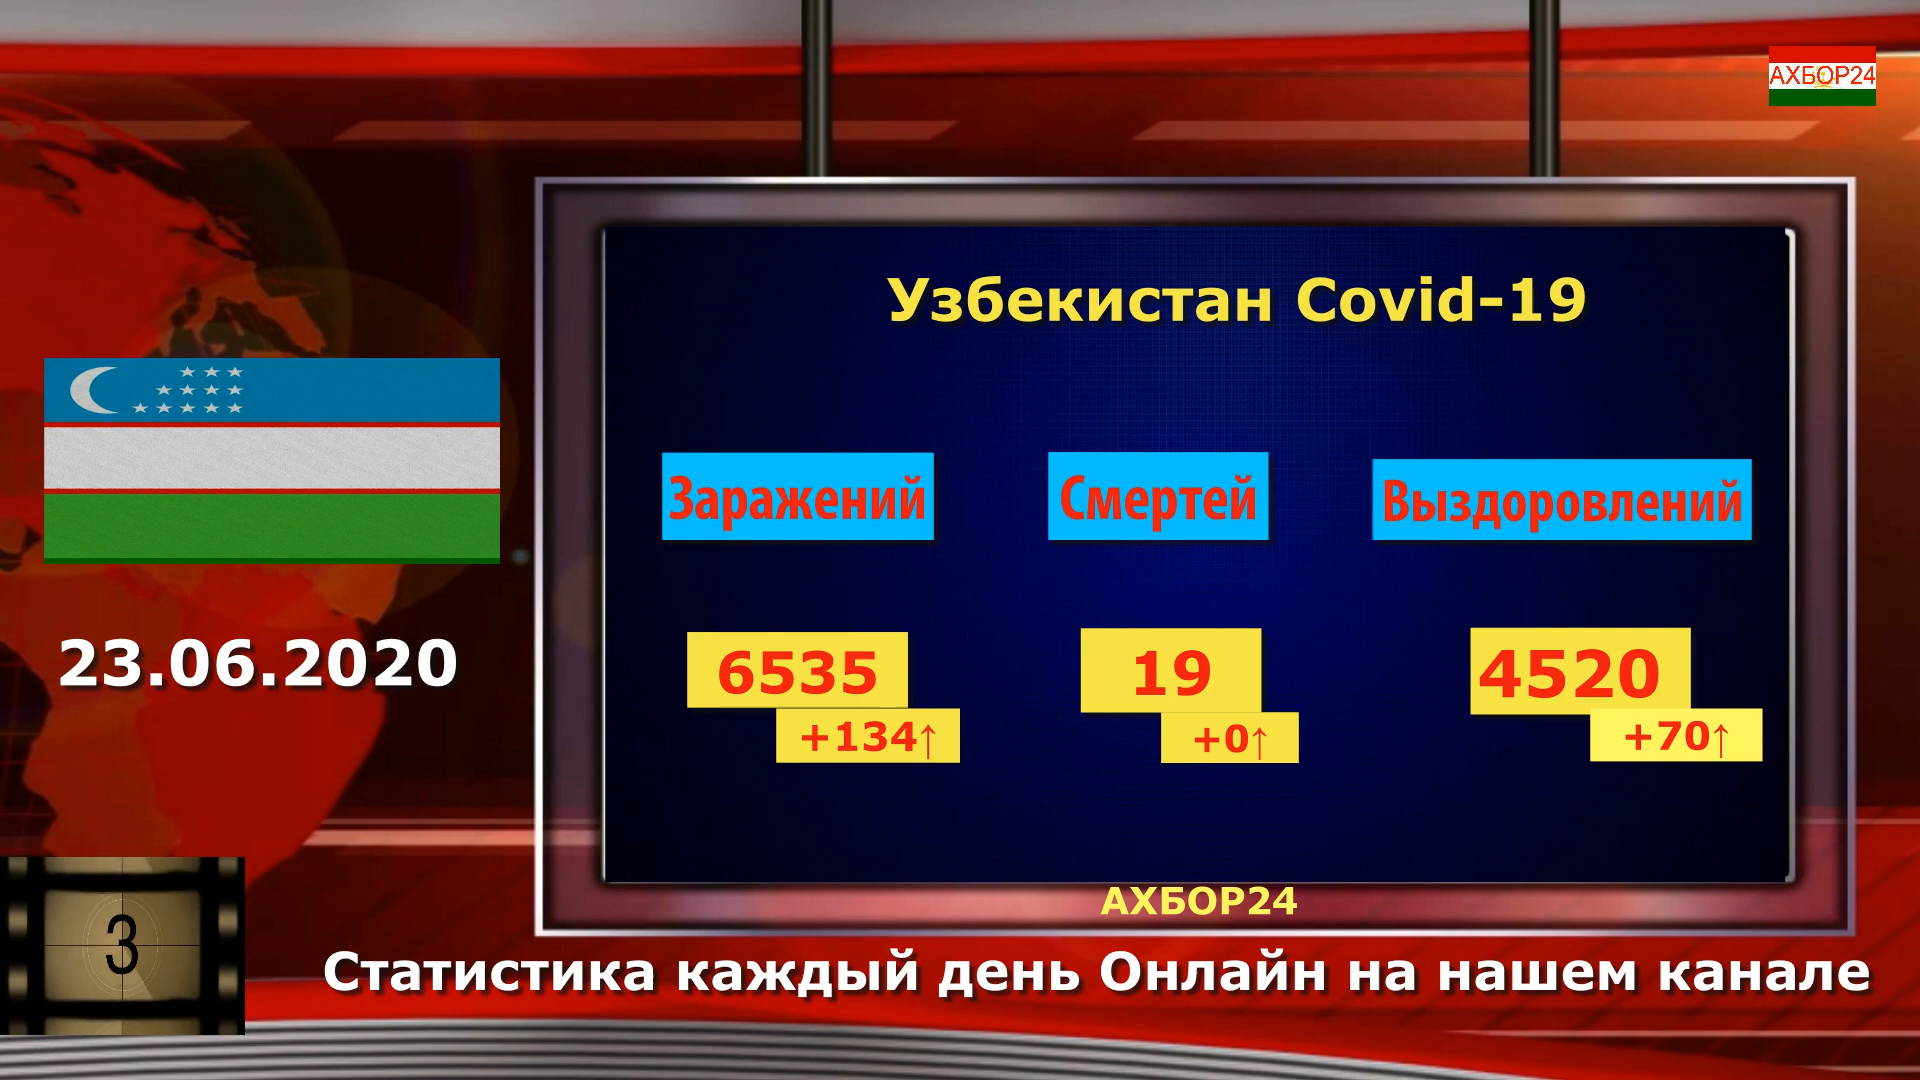 АХБОР24
Узбекистан Covid-19
Заражений Смертей Выздоровлений
23.06.2020
6535 19 4520
+134↑ +0↑ +70↑
АХБОР24
3
Статистика каждый день Онлайн на нашем канале